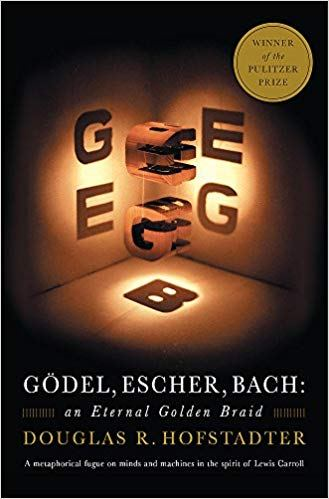 WINNER
of the
PULITZER
PRIZE
G E
E G
B
GÖDEL, ESCHER, BACH:
an Eternal Golden Braid
DOUGLAS R. HOFSTADTER
A metaphorical fugue on minds and machines in the spirit of Lewis Carroll